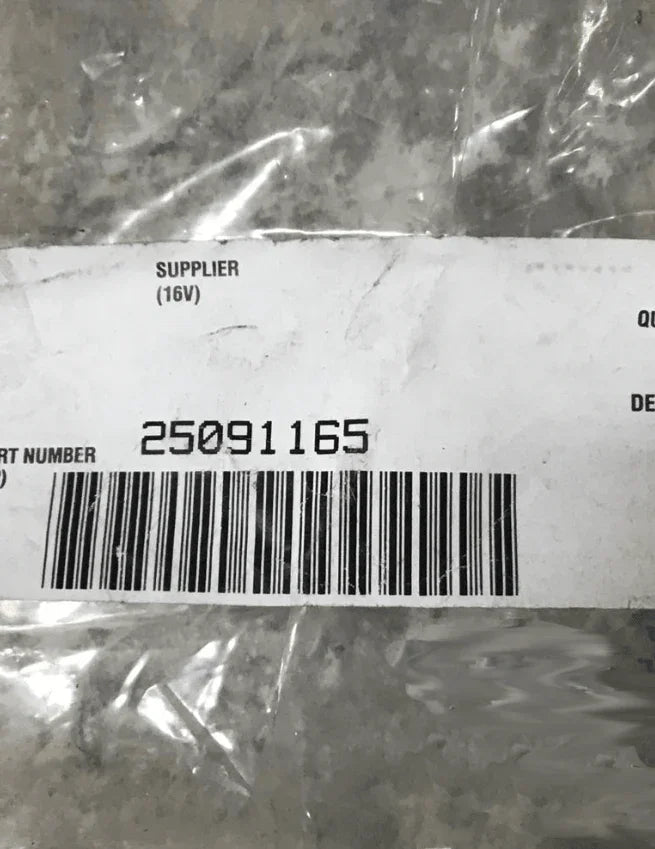 SUPPLIER
(16V)
QU
DE
25091165
RT NUMBER
)